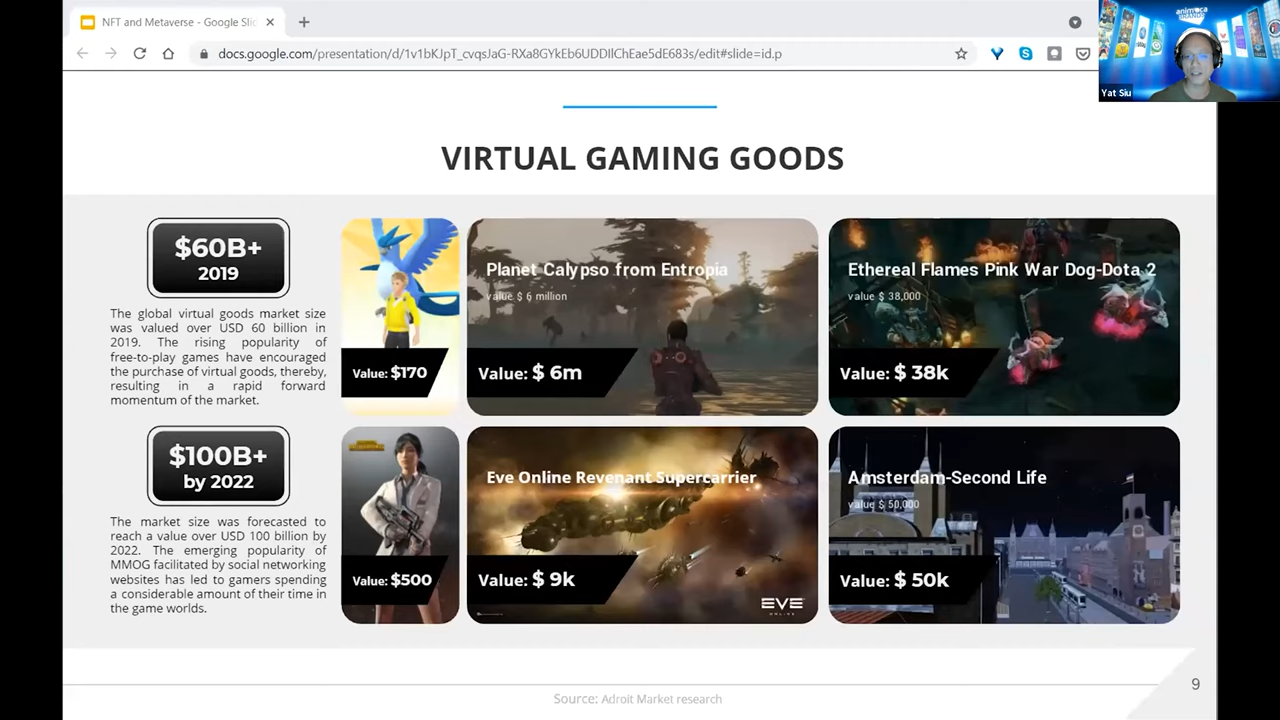 NFT and Metaverse - Google Slid
docs.google.com/presentation/d/1v1bKJpT_cvqsJaG-RXa8GYkEb6UDDIlChEae5dE683s/edit#slide=id.p
animoca
BRANDS
Yat Siu
VIRTUAL GAMING GOODS
$60B+
2019
The global virtual goods market size
was valued over USD 60 billion in
2019. The rising popularity of
free-to-play games have encouraged
the purchase of virtual goods, thereby,
resulting in a rapid forward
momentum of the market.
Value: $170
Planet Calypso from Entropia
value $ 6 million
Value: $ 6m
Ethereal Flames Pink War Dog-Dota 2
value $ 38,000
Value: $ 38k
$100B+
by 2022
The market size was forecasted to
reach a value over USD 100 billion by
2022. The emerging popularity of
MMOG facilitated by social networking
websites has led to gamers spending
a considerable amount of their time in
the game worlds.
Value: $500
Eve Online Revenant Supercarrier
Value: $ 9k
EVE
ONLINE
Amsterdam-Second Life
value $ 50,000
Value: $ 50k
Source: Adroit Market research
9